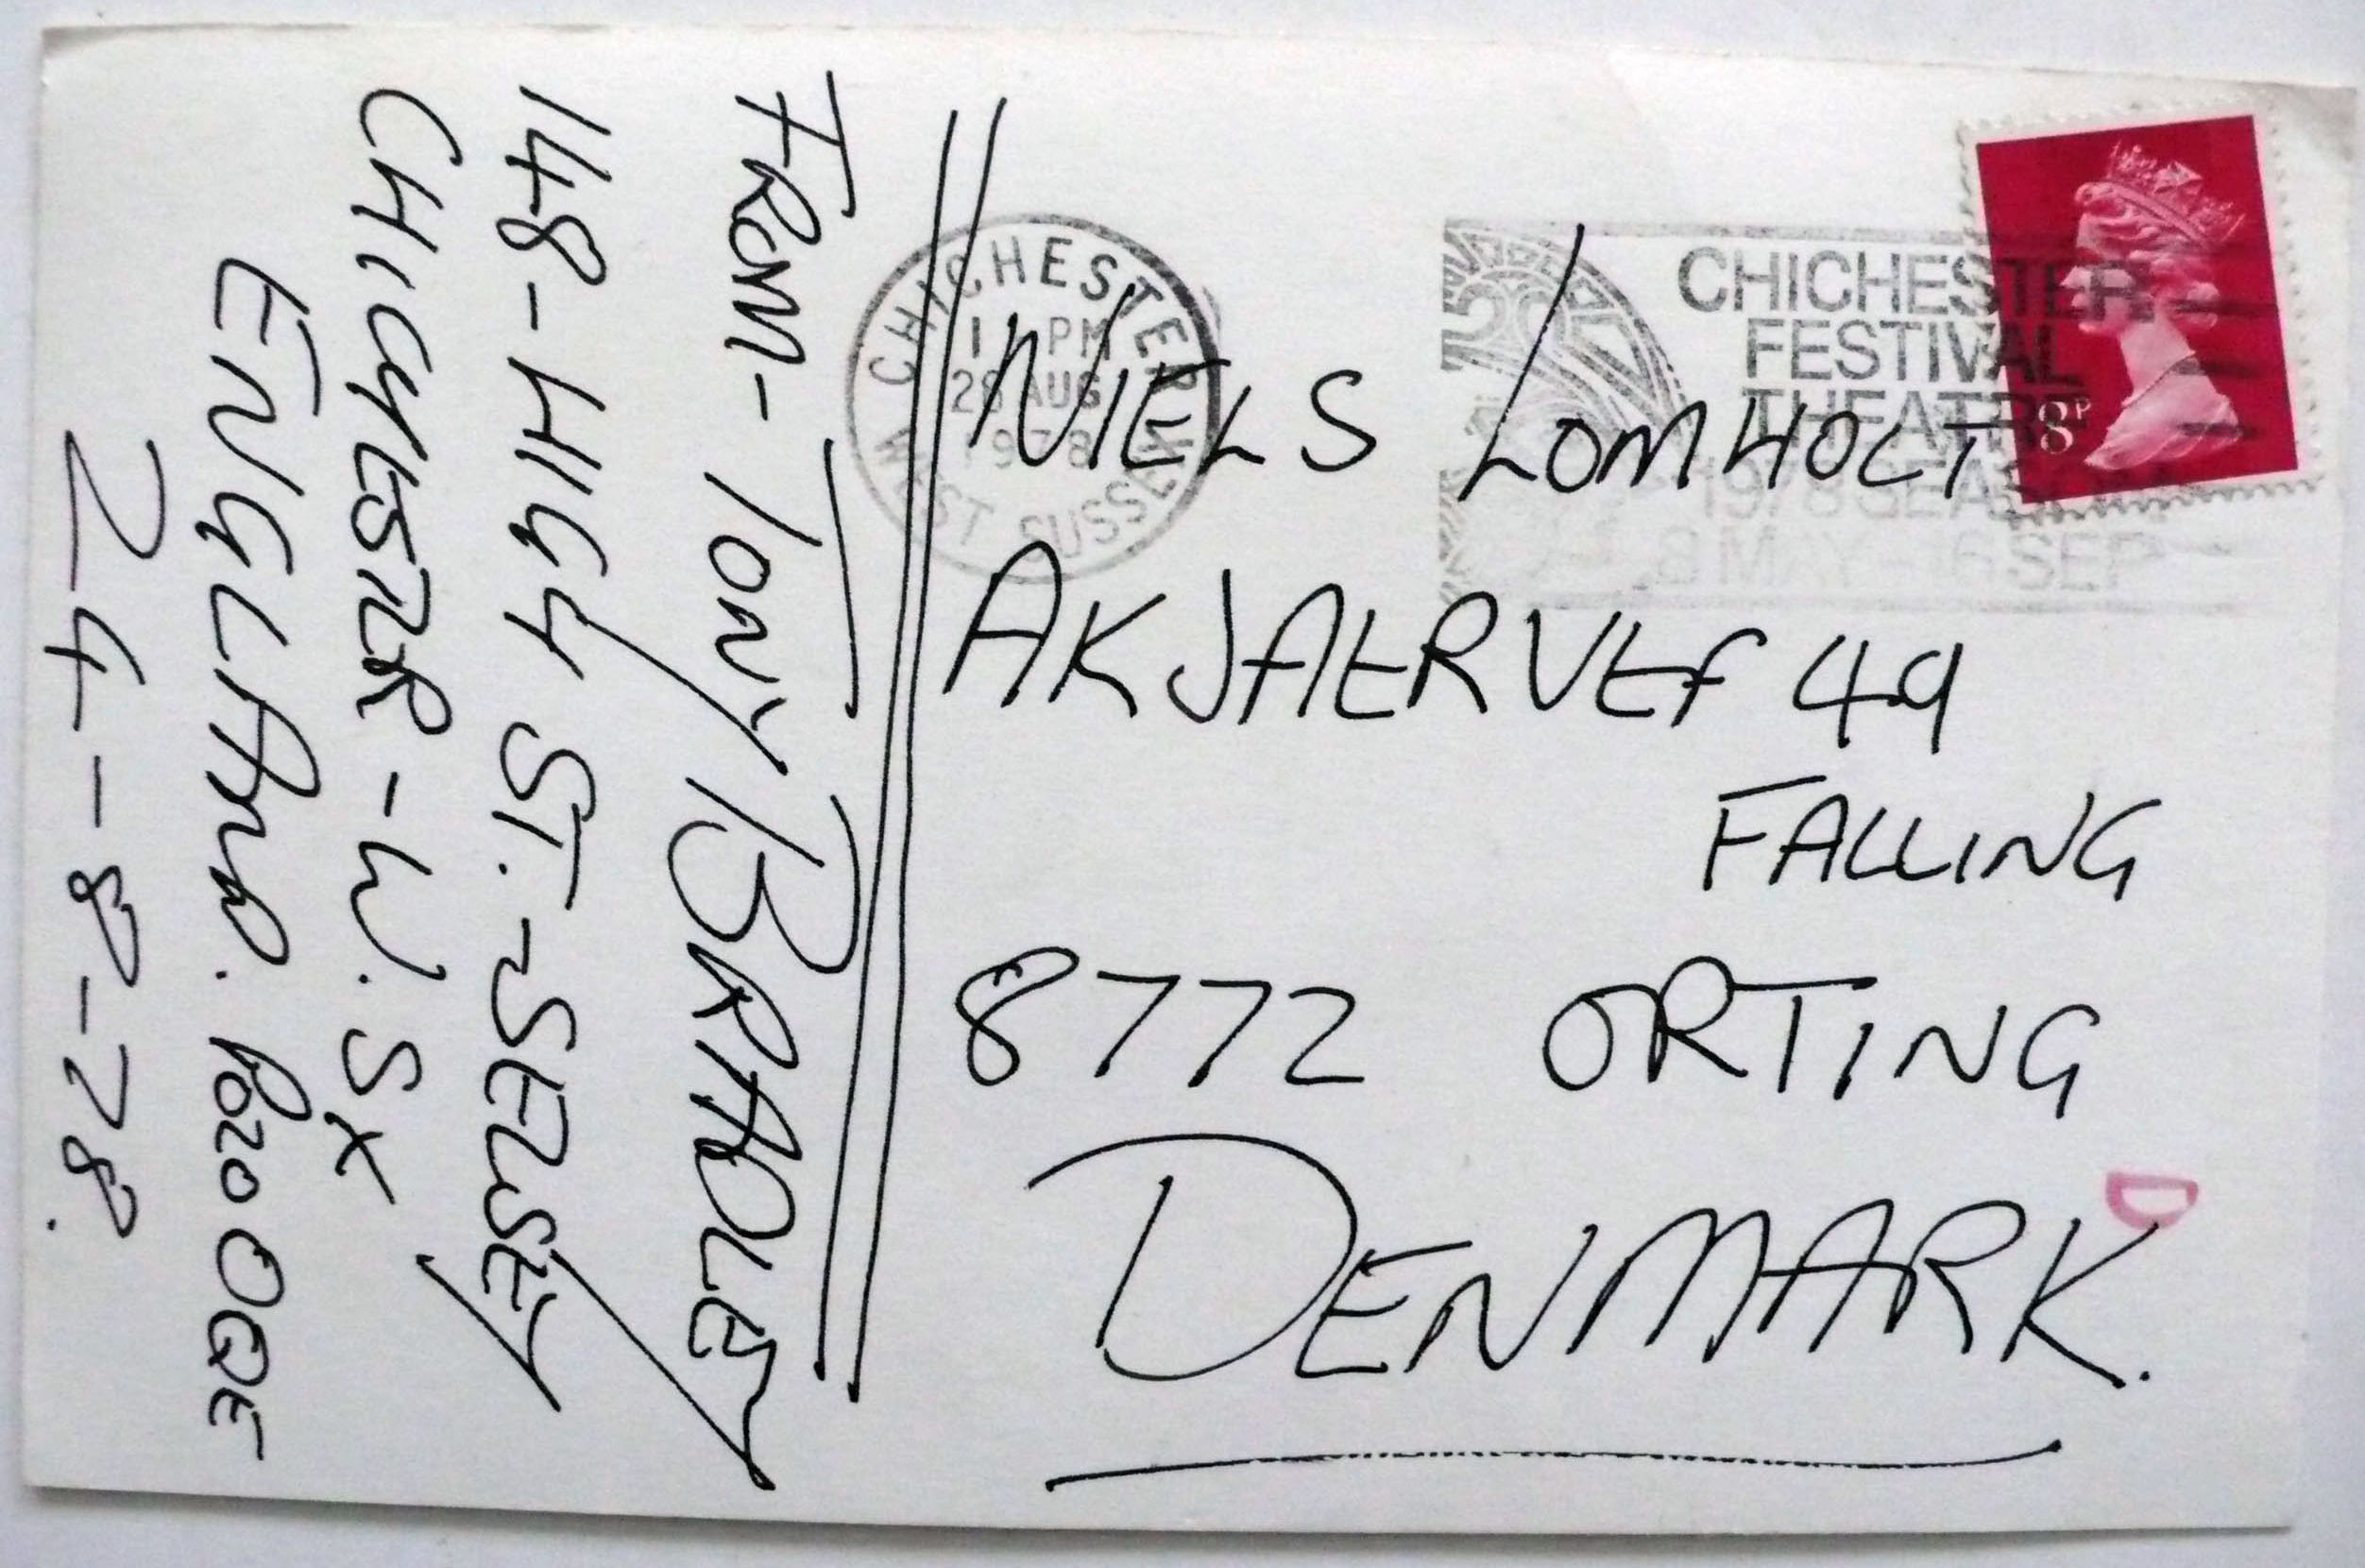 FROM - TONY BRADLEY
148 - HIGH ST. - SELSEY
CHICHESTER - W. SX
ENGLAND. PO20 0QE
24 - 8 - 78.
CHICHESTER
1 PM
28 AUG
1978
WEST SUSSEX
CHICHESTER
FESTIVAL
THEATRE
1978 SEASON
8 MAY - 16 SEP
8P
NIELS LOMHOLT
AKJAERVEF 49
FALLING
8772 ORTING
DENMARK.
D